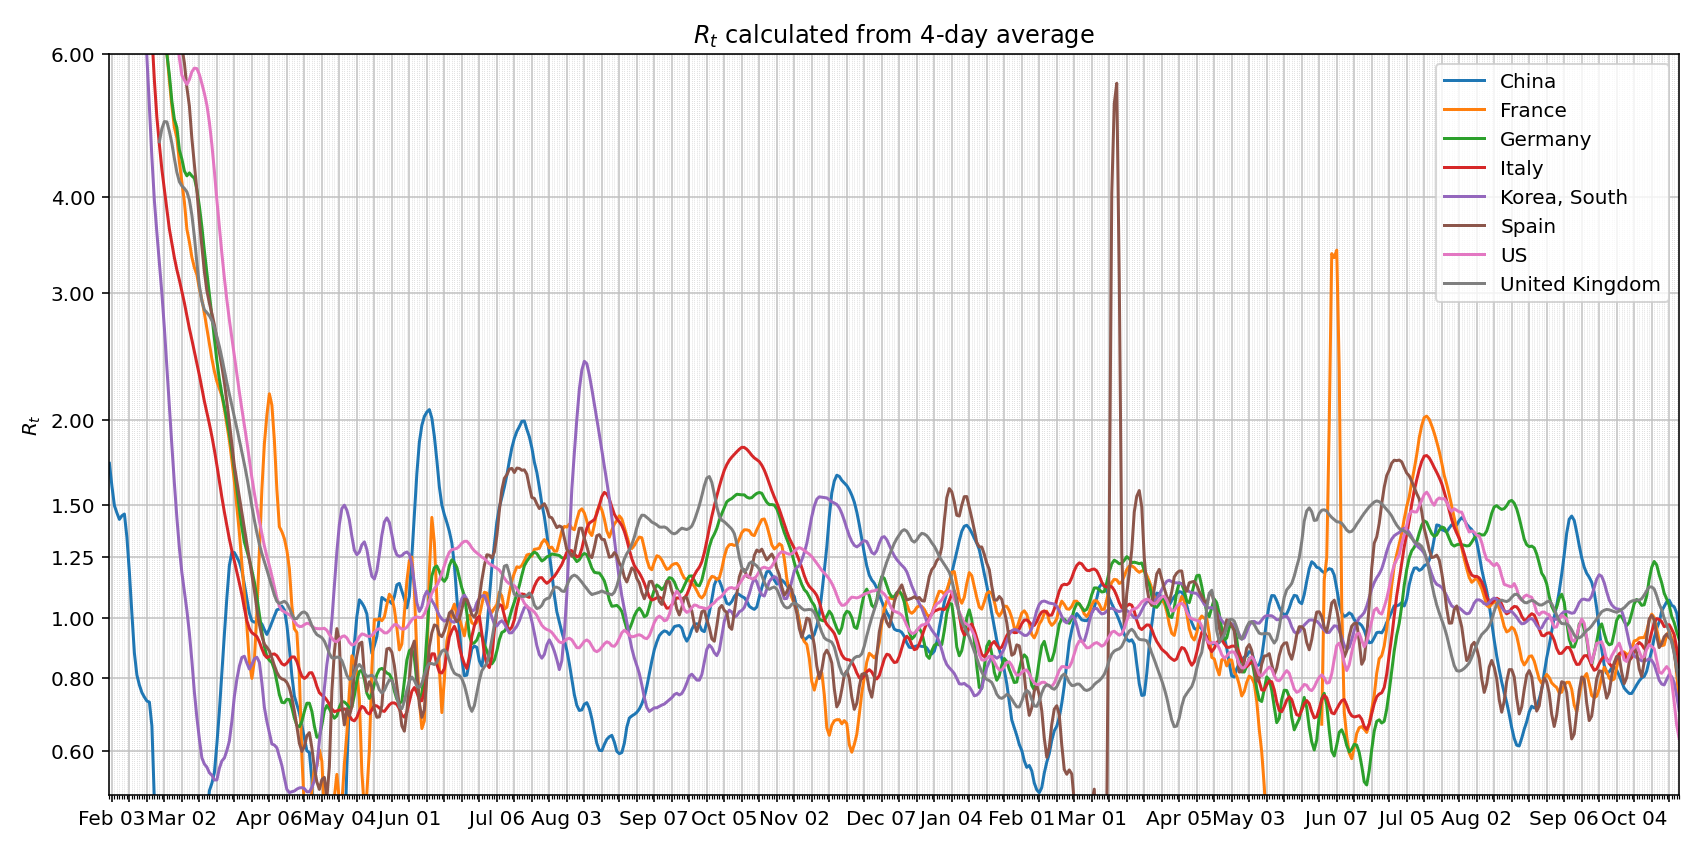 R_t calculated from 4-day average
6.00
4.00
3.00
2.00
1.50
1.25
1.00
0.80
0.60
R_t
China
France
Germany
Italy
Korea, South
Spain
US
United Kingdom
Feb 03 Mar 02 Apr 06 May 04 Jun 01 Jul 06 Aug 03 Sep 07 Oct 05 Nov 02 Dec 07 Jan 04 Feb 01 Mar 01 Apr 05 May 03 Jun 07 Jul 05 Aug 02 Sep 06 Oct 04